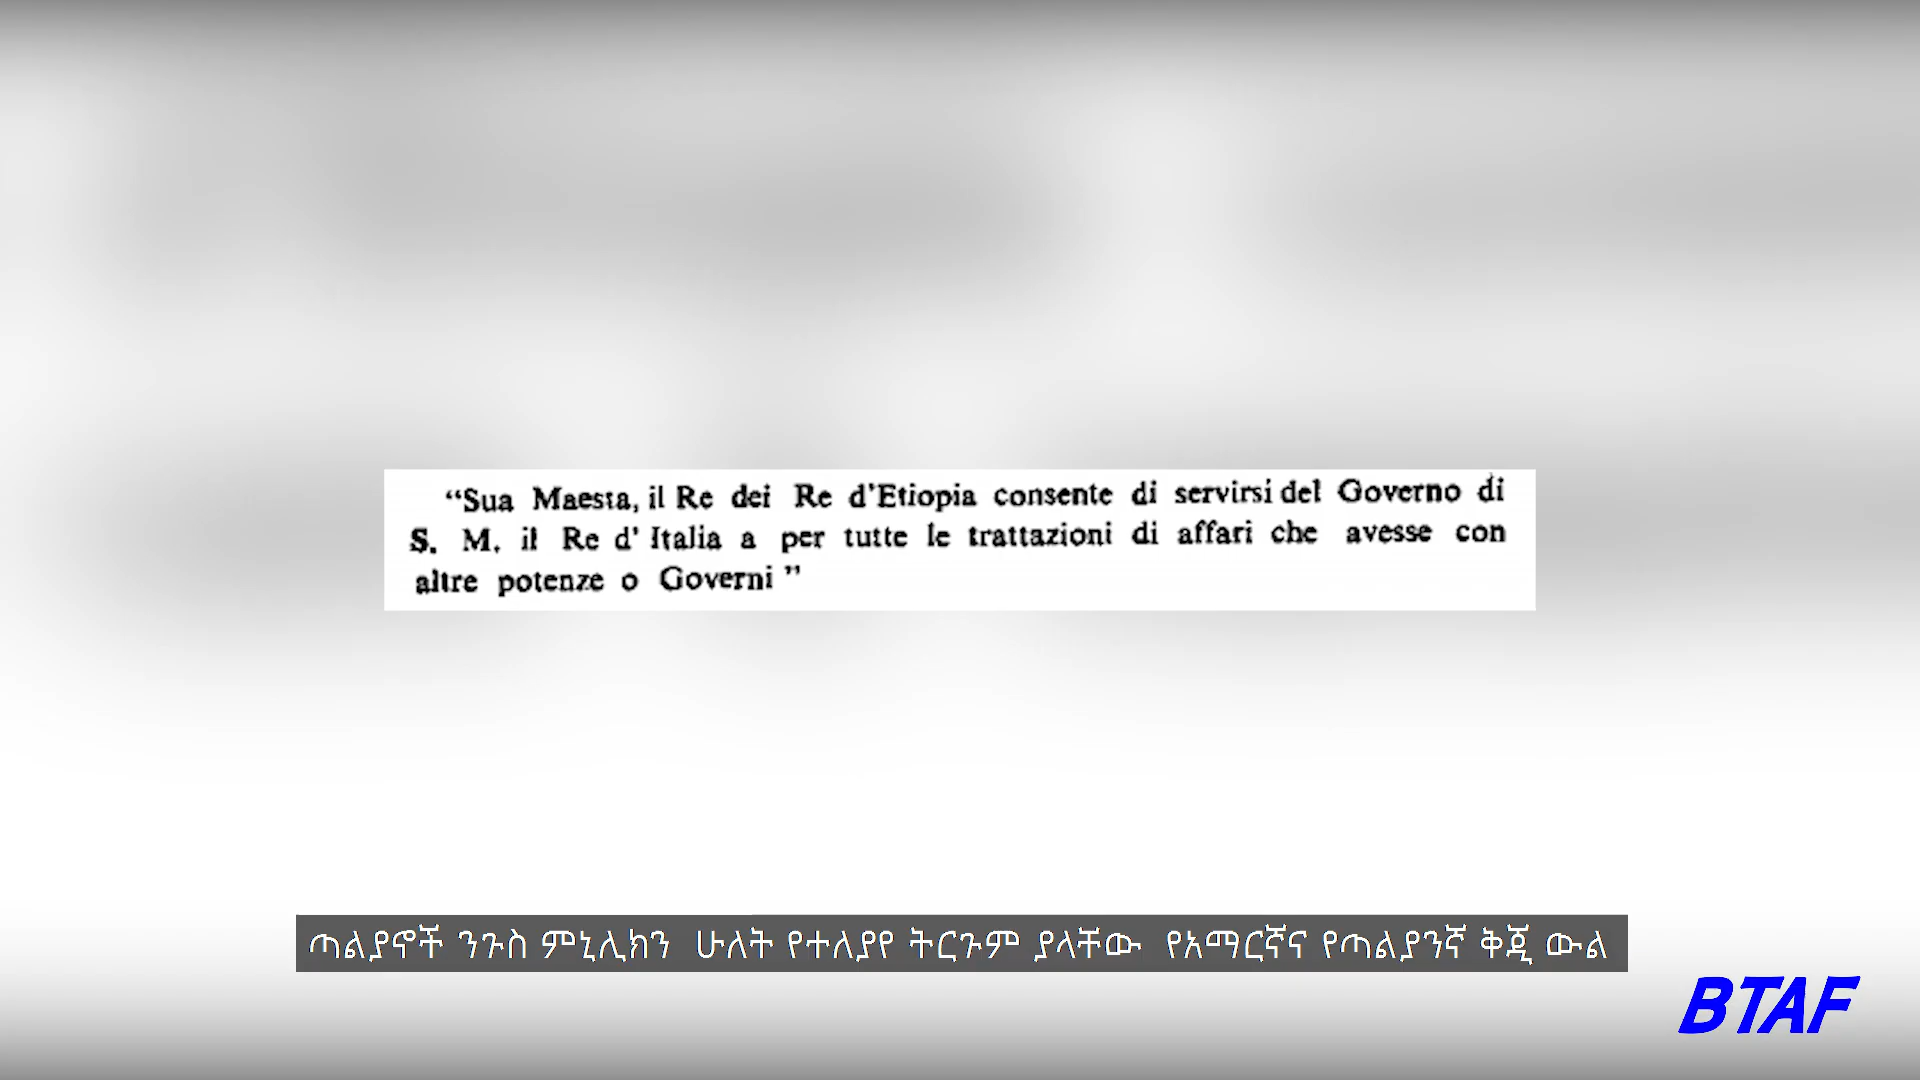 “Sua Maesta, il Re dei Re d’Etiopia consente di servirsi del Governo di
S. M. il Re d’ Italia a per tutte le trattazioni di affari che avesse con
altre potenze o Governi ”
ጣልያኖች ንጉስ ምኒሊክን ሁለት የተለያየ ትርጉም ያላቸው የአማርኛና የጣልያንኛ ቅጂ ውል
BTAF